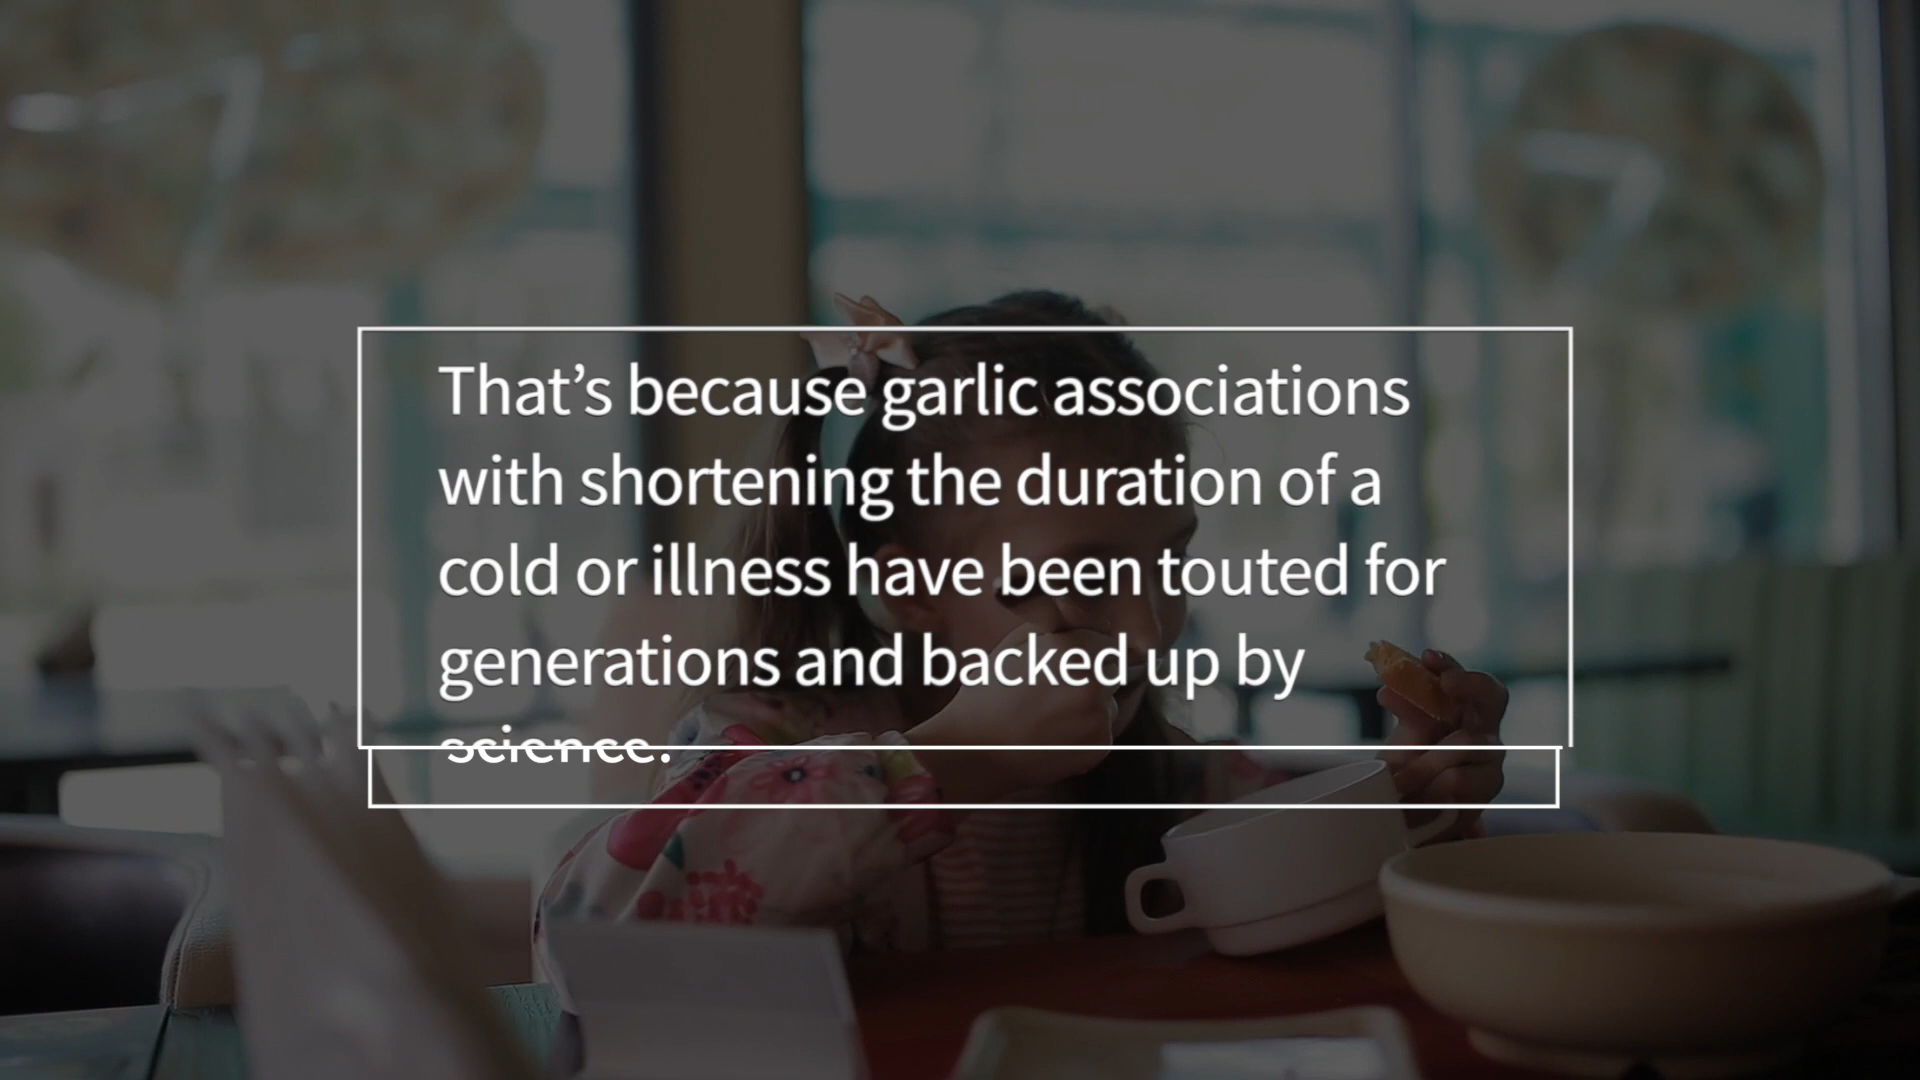 That’s because garlic associations
with shortening the duration of a
cold or illness have been touted for
generations and backed up by
science.